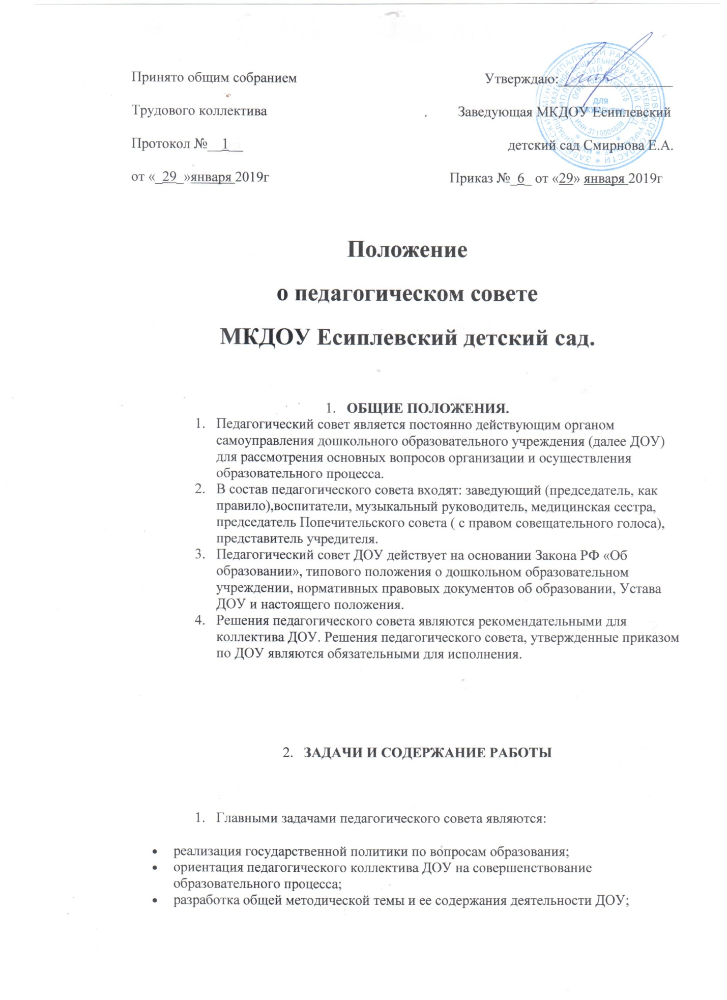 Принято общим собранием Утверждаю:
Трудового коллектива Заведующая МКДОУ Есиплевский
Протокол №__1__ детский сад Смирнова Е.А.
от «_29_»января 2019г Приказ №_6_ от «29» января 2019г
ДЛЯ
ДОКУМЕНТОВ
ИНН 3710004608
Положение
о педагогическом совете
МКДОУ Есиплевский детский сад.
1. ОБЩИЕ ПОЛОЖЕНИЯ.
1. Педагогический совет является постоянно действующим органом
самоуправления дошкольного образовательного учреждения (далее ДОУ)
для рассмотрения основных вопросов организации и осуществления
образовательного процесса.
2. В состав педагогического совета входят: заведующий (председатель, как
правило),воспитатели, музыкальный руководитель, медицинская сестра,
председатель Попечительского совета ( с правом совещательного голоса),
представитель учредителя.
3. Педагогический совет ДОУ действует на основании Закона РФ «Об
образовании», типового положения о дошкольном образовательном
учреждении, нормативных правовых документов об образовании, Устава
ДОУ и настоящего положения.
4. Решения педагогического совета являются рекомендательными для
коллектива ДОУ. Решения педагогического совета, утвержденные приказом
по ДОУ являются обязательными для исполнения.
2. ЗАДАЧИ И СОДЕРЖАНИЕ РАБОТЫ
1. Главными задачами педагогического совета являются:
• реализация государственной политики по вопросам образования;
• ориентация педагогического коллектива ДОУ на совершенствование
образовательного процесса;
• разработка общей методической темы и ее содержания деятельности ДОУ;